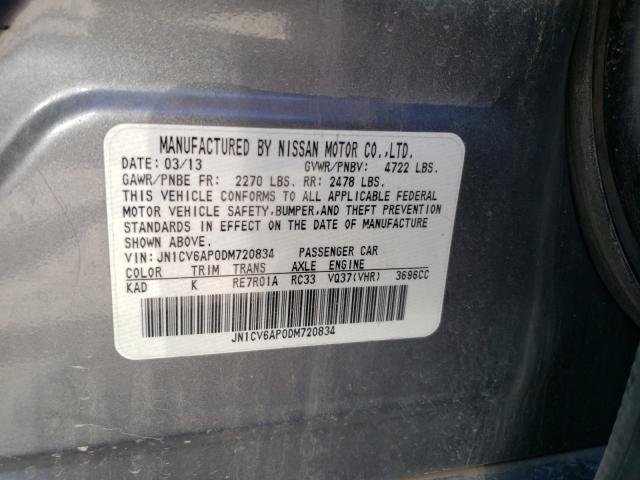 MANUFACTURED BY NISSAN MOTOR CO.,LTD.
DATE: 03/13 GVWR/PNBV: 4722 LBS.
GAWR/PNBE FR: 2270 LBS. RR: 2478 LBS.
THIS VEHICLE CONFORMS TO ALL APPLICABLE FEDERAL
MOTOR VEHICLE SAFETY,BUMPER,AND THEFT PREVENTION
STANDARDS IN EFFECT ON THE DATE OF MANUFACTURE
SHOWN ABOVE.
VIN: JN1CV6AP0DM720834 PASSENGER CAR
COLOR TRIM TRANS AXLE ENGINE
KAD K RE7R01A RC33 VQ37(VHR) 3696CC
JN1CV6AP0DM720834